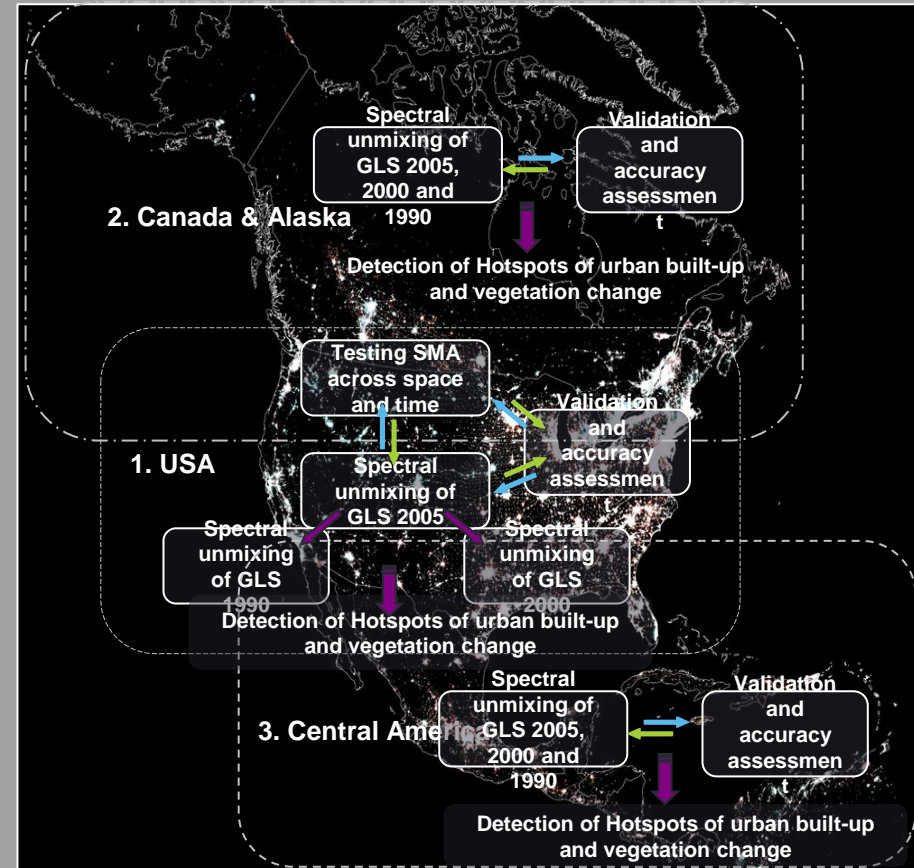 Spectral
unmixing of
GLS 2005,
2000 and
1990
Validation
and
accuracy
assessmen
t
2. Canada & Alaska
Detection of Hotspots of urban built-up
and vegetation change
Testing SMA
across space
and time
Validation
and
accuracy
assessmen
1. USA
Spectral
unmixing of
GLS 2005
Spectral
unmixing
of GLS
1990
Spectral
unmixing
of GLS
2000
Detection of Hotspots of urban built-up
and vegetation change
Spectral
unmixing of
GLS 2005,
2000 and
1990
Validation
and
accuracy
assessmen
t
3. Central America
Detection of Hotspots of urban built-up
and vegetation change